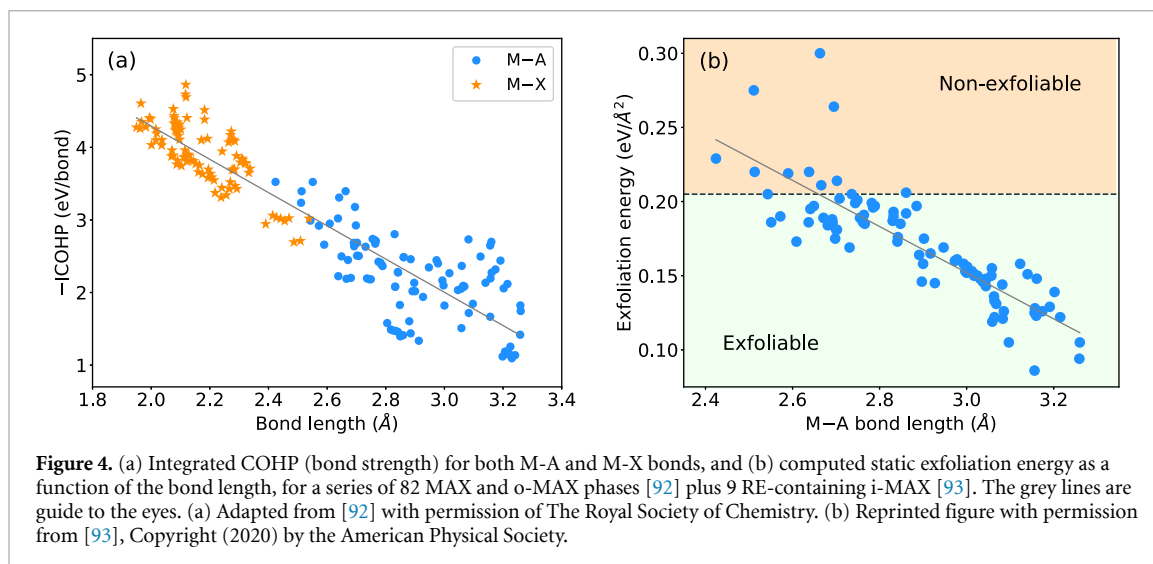 (a)
M−A
M−X
5
4
3
2
1
−ICOHP (eV/bond)
1.8 2.0 2.2 2.4 2.6 2.8 3.0 3.2 3.4
Bond length (Å)
(b)
Non-exfoliable
Exfoliable
0.30
0.25
0.20
0.15
0.10
Exfoliation energy (eV/Å²)
2.4 2.6 2.8 3.0 3.2
M−A bond length (Å)
Figure 4. (a) Integrated COHP (bond strength) for both M-A and M-X bonds, and (b) computed static exfoliation energy as a
function of the bond length, for a series of 82 MAX and o-MAX phases [92] plus 9 RE-containing i-MAX [93]. The grey lines are
guide to the eyes. (a) Adapted from [92] with permission of The Royal Society of Chemistry. (b) Reprinted figure with permission
from [93], Copyright (2020) by the American Physical Society.